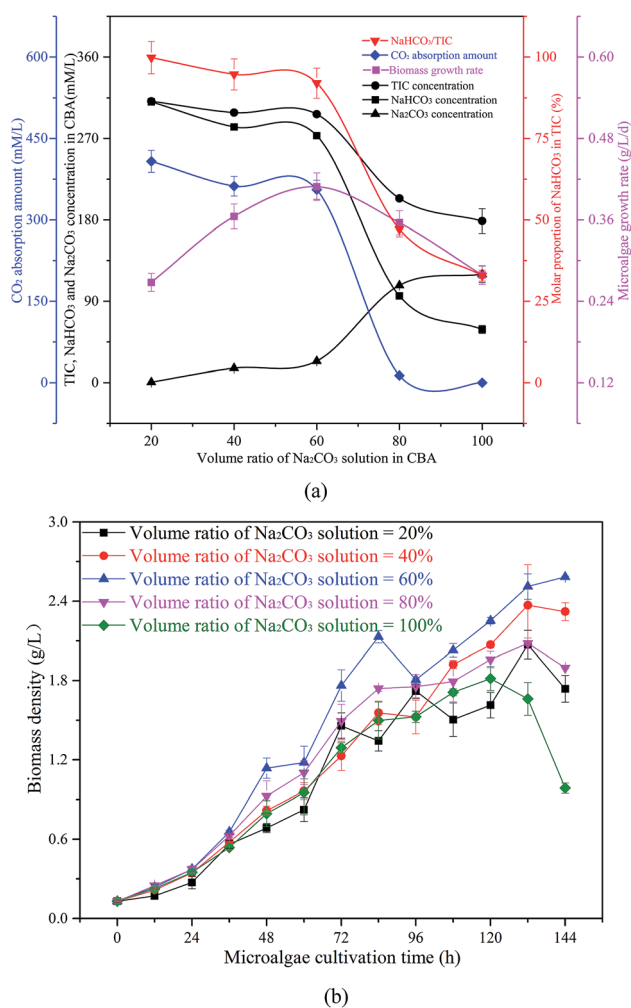 600
450
300
150
0
CO₂ absorption amount (mM/L)
360
270
180
90
0
TIC, NaHCO₃ and Na₂CO₃ concentration in CBA(mM/L)
NaHCO₃/TIC
CO₂ absorption amount
Biomass growth rate
TIC concentration
NaHCO₃ concentration
Na₂CO₃ concentration
100
75
50
25
0
Molar proportion of NaHCO₃ in TIC (%)
0.60
0.48
0.36
0.24
0.12
Microalgae growth rate (g/L/d)
20 40 60 80 100
Volume ratio of Na₂CO₃ solution in CBA
(a)
3.0
2.4
1.8
1.2
0.6
0.0
Biomass density (g/L)
Volume ratio of Na₂CO₃ solution = 20%
Volume ratio of Na₂CO₃ solution = 40%
Volume ratio of Na₂CO₃ solution = 60%
Volume ratio of Na₂CO₃ solution = 80%
Volume ratio of Na₂CO₃ solution = 100%
0 24 48 72 96 120 144
Microalgae cultivation time (h)
(b)